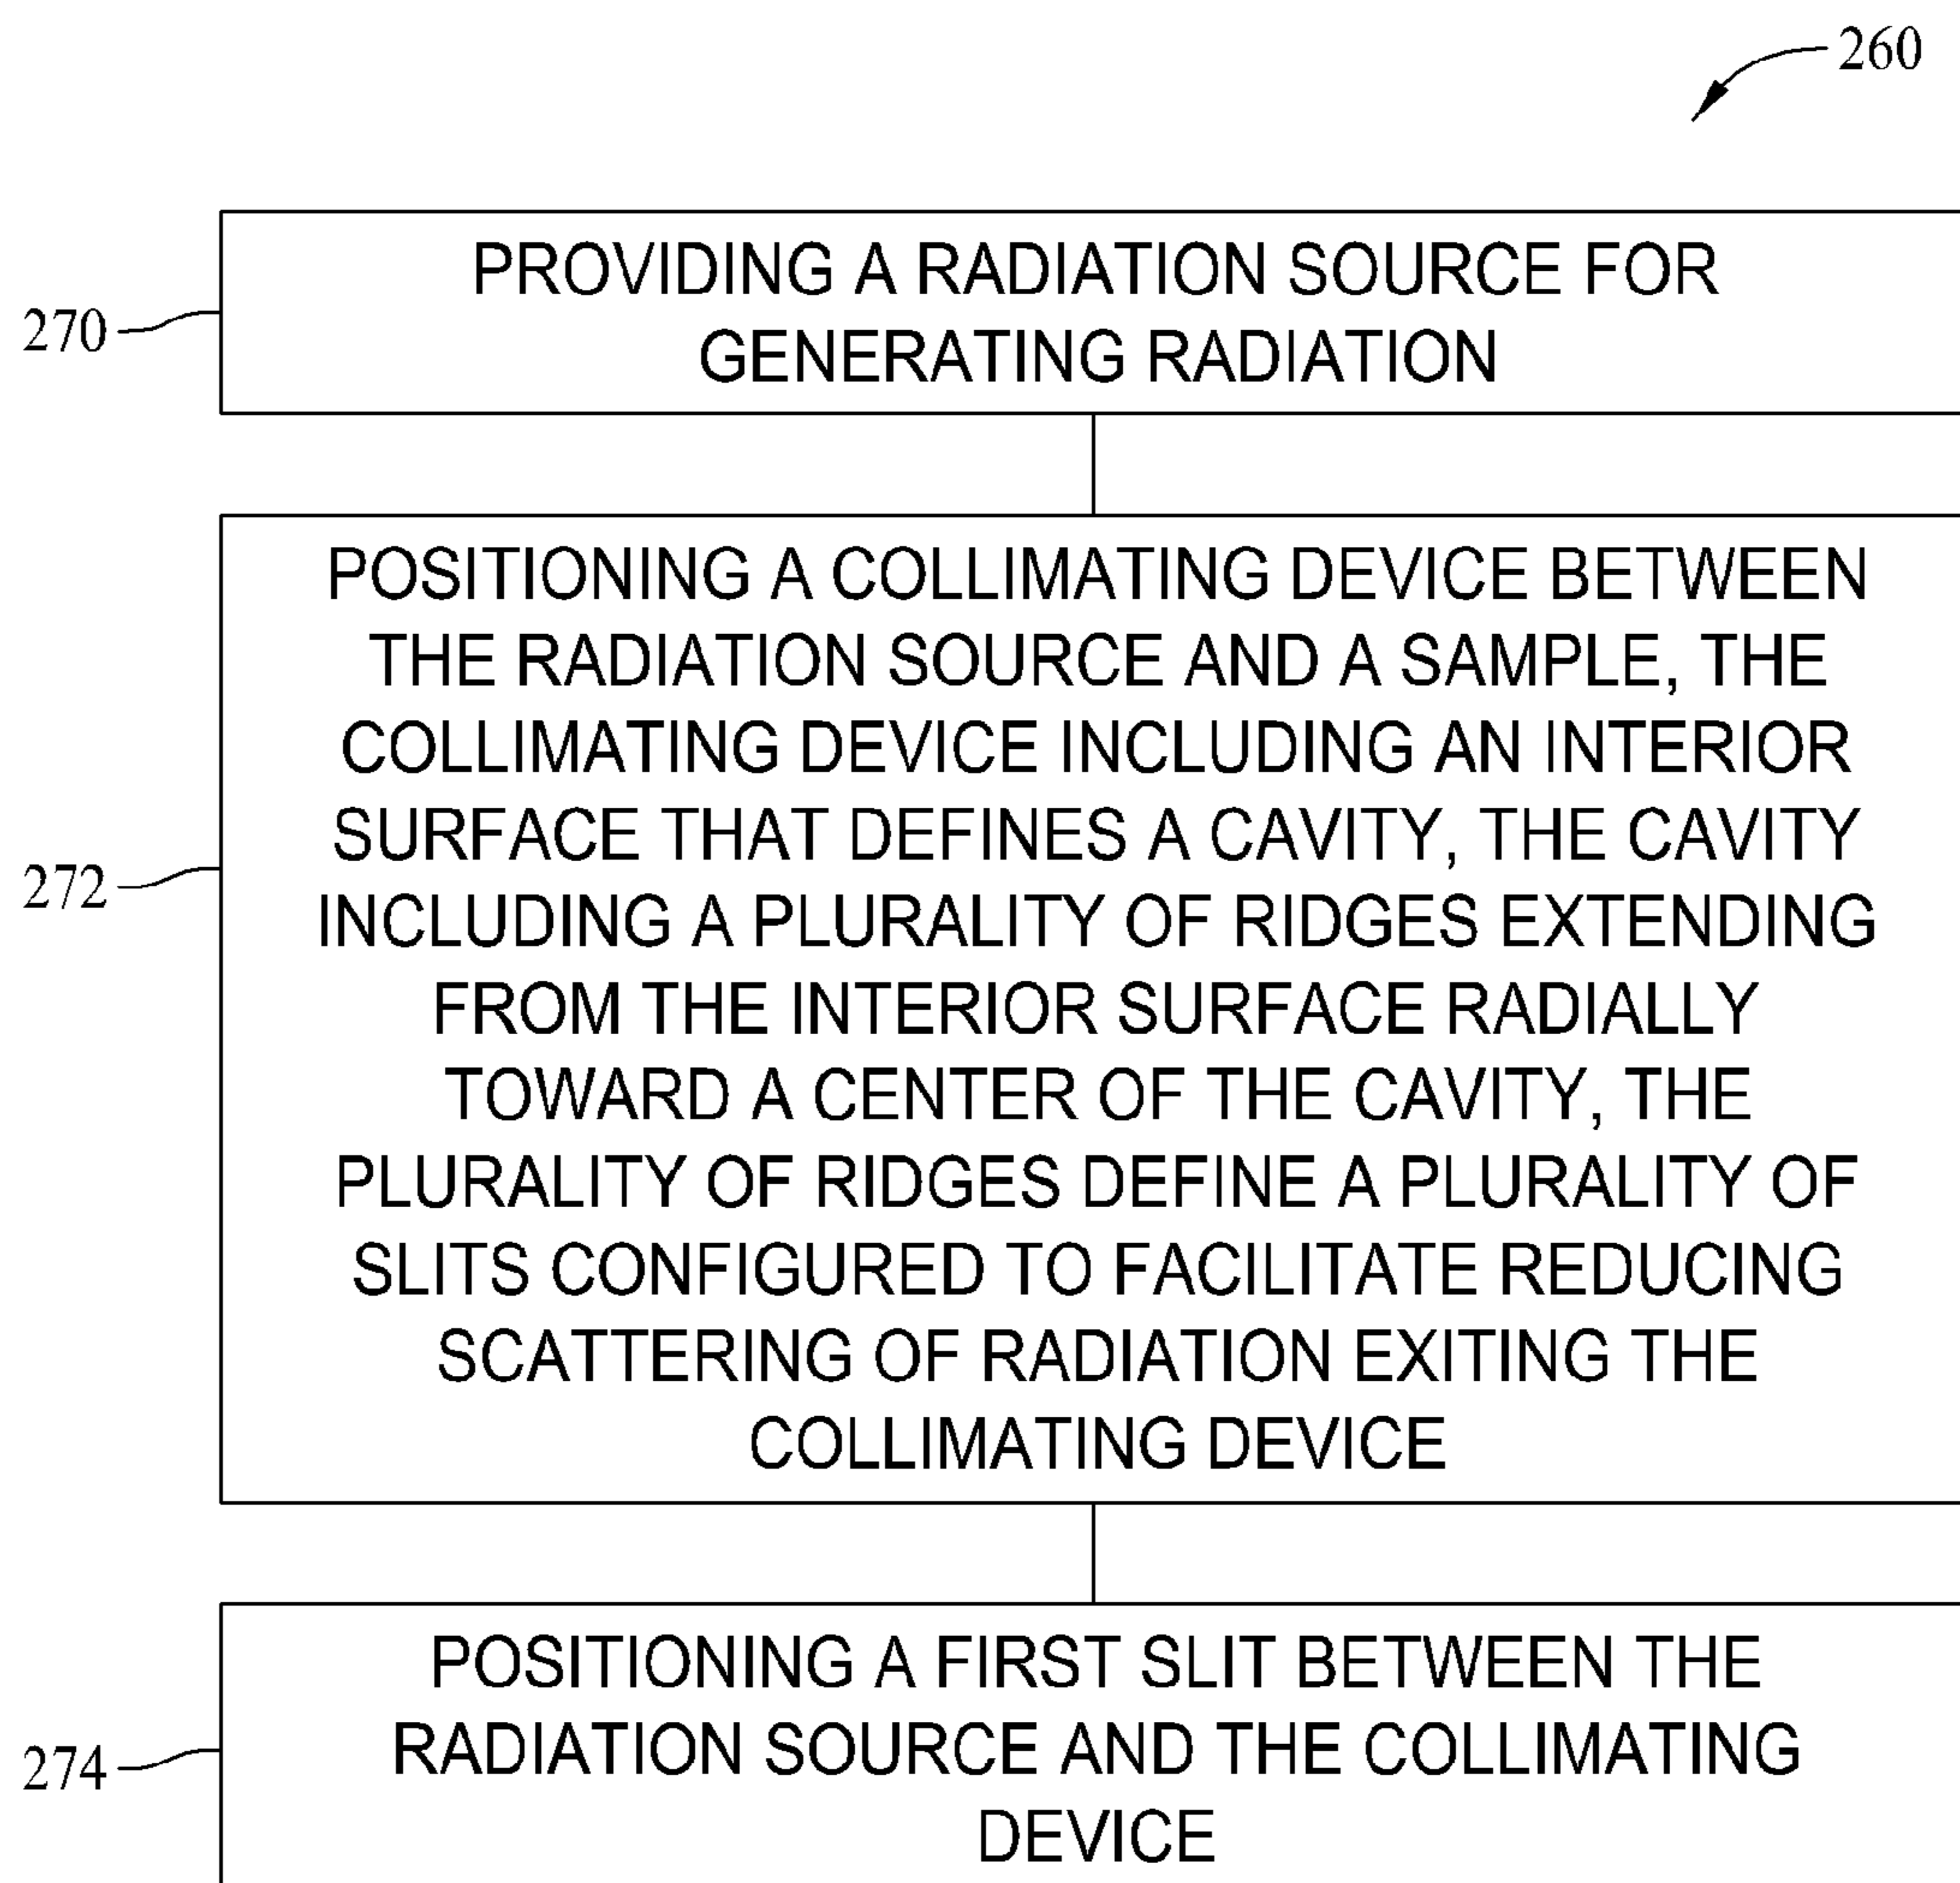 260
270
PROVIDING A RADIATION SOURCE FOR
GENERATING RADIATION
272
POSITIONING A COLLIMATING DEVICE BETWEEN
THE RADIATION SOURCE AND A SAMPLE, THE
COLLIMATING DEVICE INCLUDING AN INTERIOR
SURFACE THAT DEFINES A CAVITY, THE CAVITY
INCLUDING A PLURALITY OF RIDGES EXTENDING
FROM THE INTERIOR SURFACE RADIALLY
TOWARD A CENTER OF THE CAVITY, THE
PLURALITY OF RIDGES DEFINE A PLURALITY OF
SLITS CONFIGURED TO FACILITATE REDUCING
SCATTERING OF RADIATION EXITING THE
COLLIMATING DEVICE
274
POSITIONING A FIRST SLIT BETWEEN THE
RADIATION SOURCE AND THE COLLIMATING
DEVICE